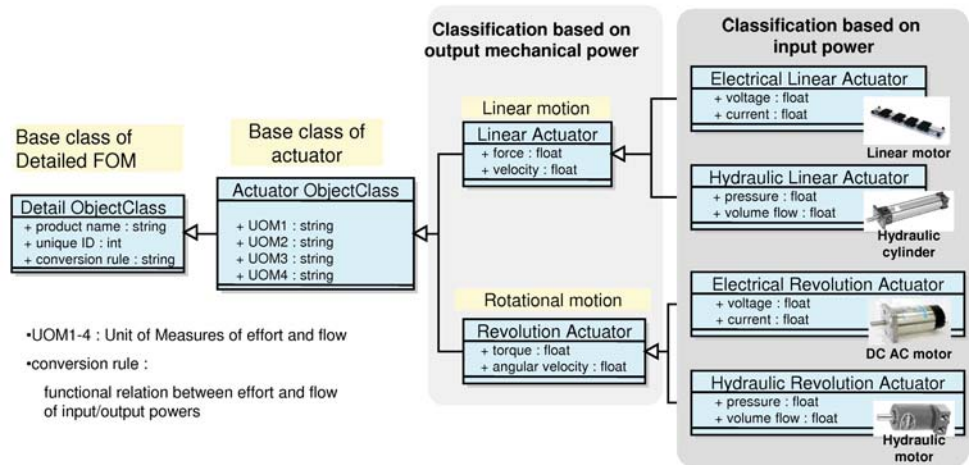 Classification based on
output mechanical power
Classification based on
input power
Base class of
Detailed FOM
Detail ObjectClass
+ product name : string
+ unique ID : int
+ conversion rule : string
Base class of
actuator
Actuator ObjectClass
+ UOM1 : string
+ UOM2 : string
+ UOM3 : string
+ UOM4 : string
Linear motion
Linear Actuator
+ force : float
+ velocity : float
Rotational motion
Revolution Actuator
+ torque : float
+ angular velocity : float
Electrical Linear Actuator
+ voltage : float
+ current : float
Linear motor
Hydraulic Linear Actuator
+ pressure : float
+ volume flow : float
Hydraulic
cylinder
Electrical Revolution Actuator
+ voltage : float
+ current : float
DC AC motor
Hydraulic Revolution Actuator
+ pressure : float
+ volume flow : float
Hydraulic
motor
•UOM1-4 : Unit of Measures of effort and flow
•conversion rule :
functional relation between effort and flow
of input/output powers